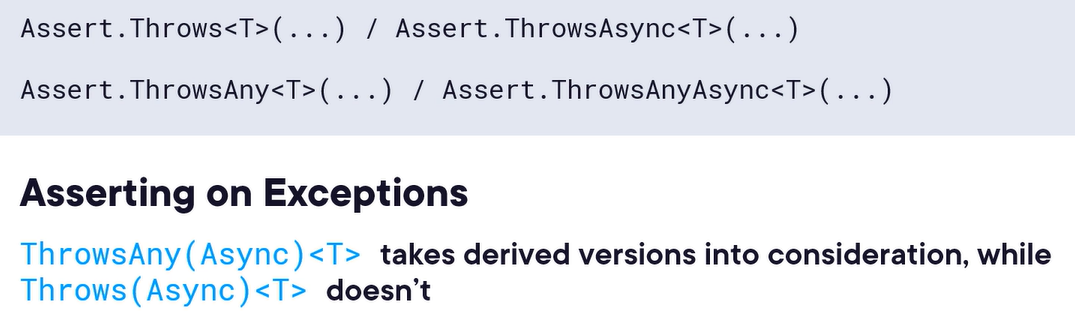 Assert.Throws<T>(...) / Assert.ThrowsAsync<T>(...)
Assert.ThrowsAny<T>(...) / Assert.ThrowsAnyAsync<T>(...)
Asserting on Exceptions
ThrowsAny(Async)<T> takes derived versions into consideration, while
Throws(Async)<T> doesn’t